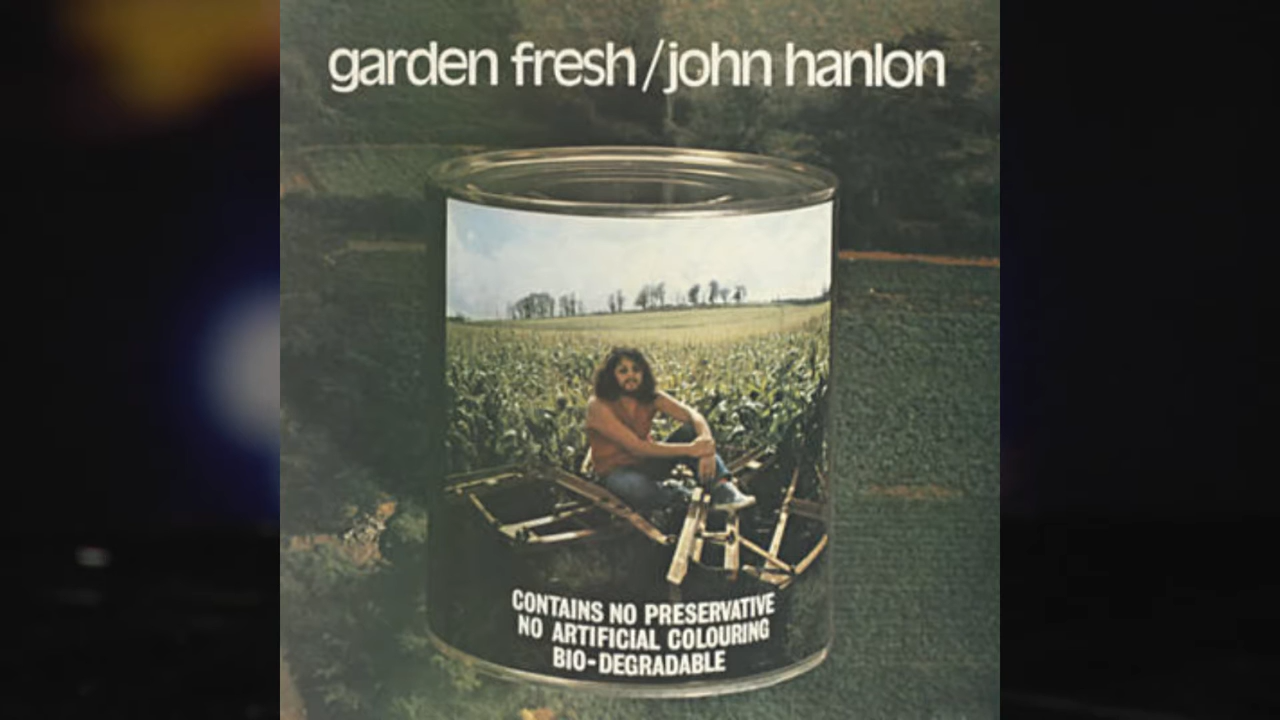 garden fresh/john hanlon
CONTAINS NO PRESERVATIVE
NO ARTIFICIAL COLOURING
BIO-DEGRADABLE